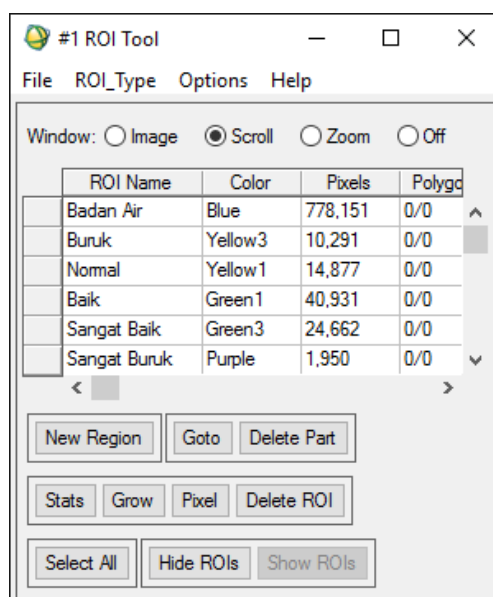 #1 ROI Tool
File ROI_Type Options Help
Window: Image Scroll Zoom Off
ROI Name Color Pixels Polygo
Badan Air Blue 778,151 0/0
Buruk Yellow3 10,291 0/0
Normal Yellow1 14,877 0/0
Baik Green1 40,931 0/0
Sangat Baik Green3 24,662 0/0
Sangat Buruk Purple 1,950 0/0
New Region Goto Delete Part
Stats Grow Pixel Delete ROI
Select All Hide ROIs Show ROIs